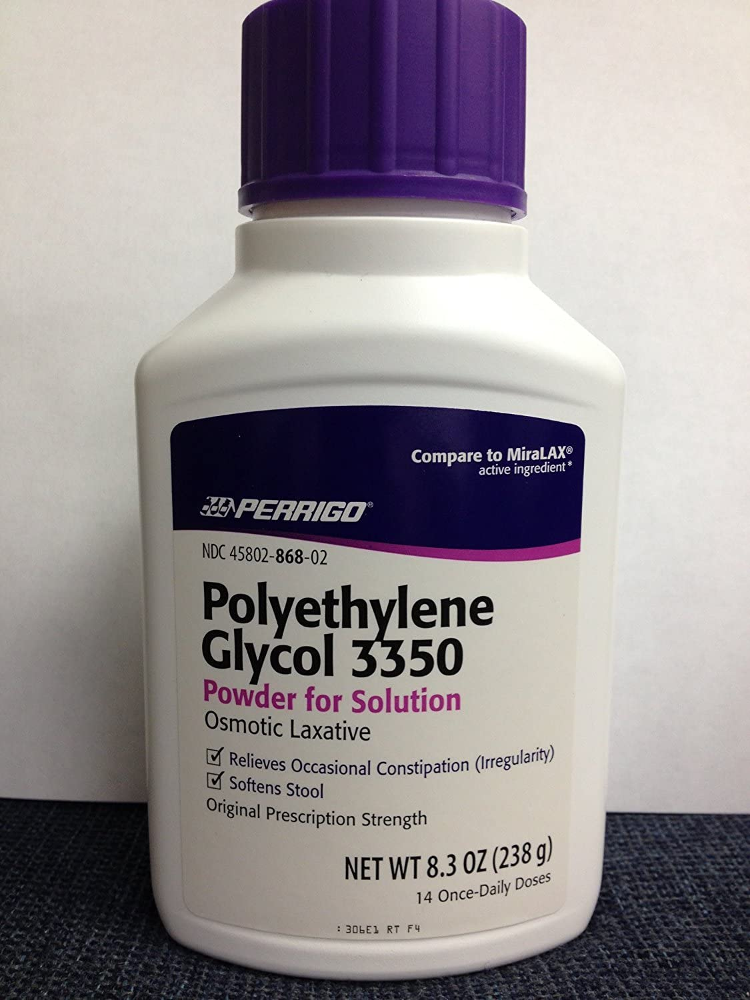 Compare to MiraLAX®
active ingredient*
PERRIGO®
NDC 45802-868-02
Polyethylene
Glycol 3350
Powder for Solution
Osmotic Laxative
☑ Relieves Occasional Constipation (Irregularity)
☑ Softens Stool
Original Prescription Strength
NET WT 8.3 OZ (238 g)
14 Once-Daily Doses
: 306E1 RT F4